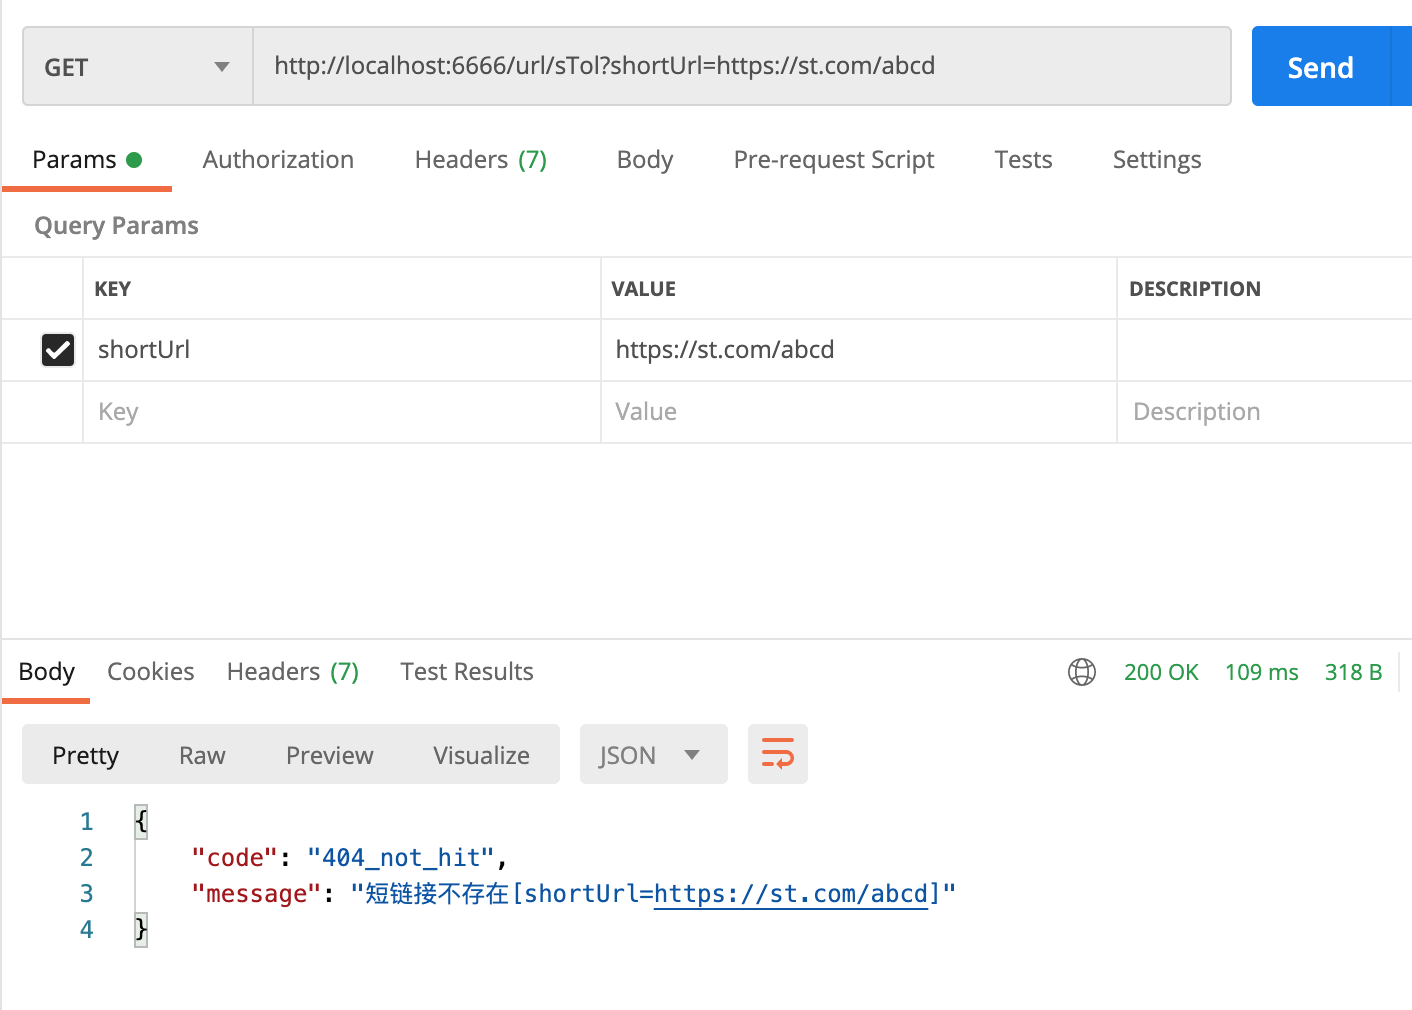 GET
http://localhost:6666/url/sTol?shortUrl=https://st.com/abcd
Send
Params
Authorization
Headers (7)
Body
Pre-request Script
Tests
Settings
Query Params
KEY VALUE DESCRIPTION
shortUrl https://st.com/abcd
Key Value Description
Body
Cookies
Headers (7)
Test Results
200 OK 109 ms 318 B
Pretty Raw Preview Visualize JSON
1 {
2 "code": "404_not_hit",
3 "message": "短链接不存在[shortUrl=https://st.com/abcd]"
4 }